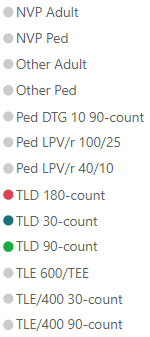 NVP Adult
NVP Ped
Other Adult
Other Ped
Ped DTG 10 90-count
Ped LPV/r 100/25
Ped LPV/r 40/10
TLD 180-count
TLD 30-count
TLD 90-count
TLE 600/TEE
TLE/400 30-count
TLE/400 90-count